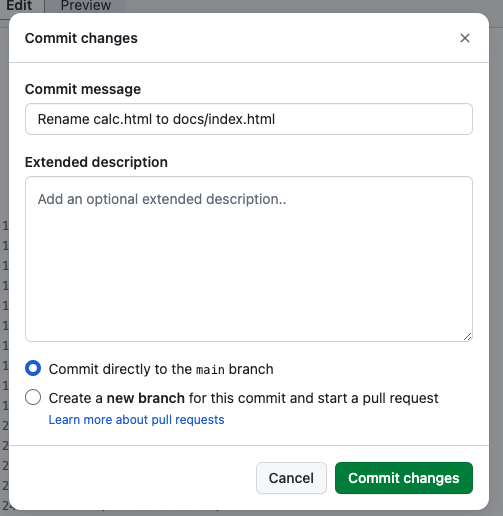 Edit
Preview
Commit changes
Commit message
Rename calc.html to docs/index.html
Extended description
Add an optional extended description..
Commit directly to the main branch
Create a new branch for this commit and start a pull request
Learn more about pull requests
Cancel
Commit changes